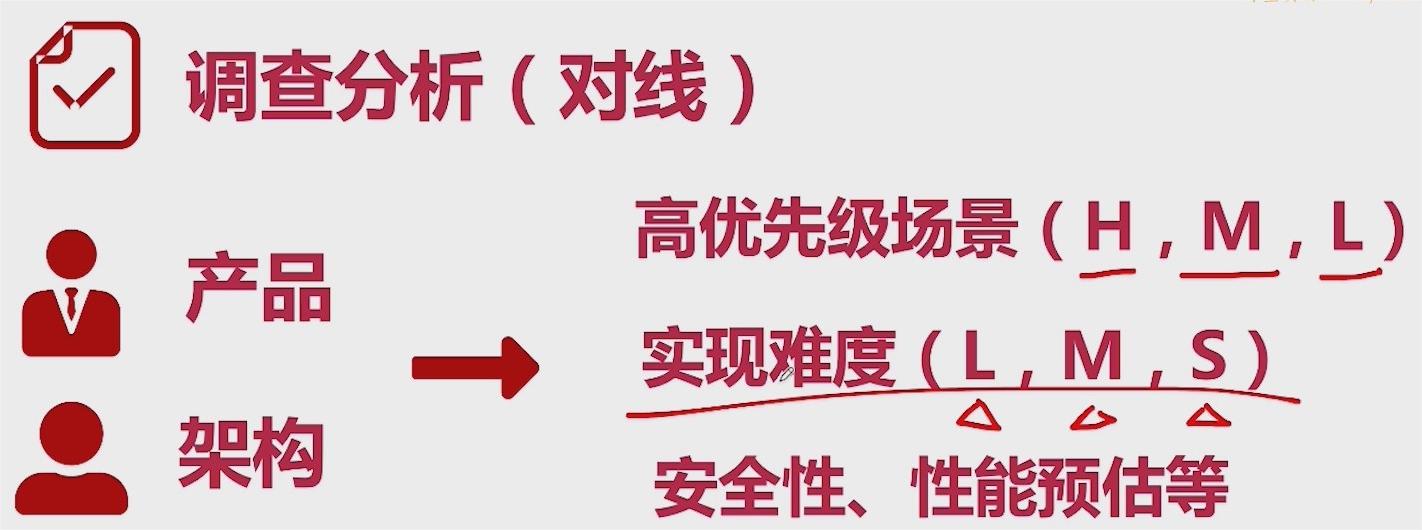 调查分析（对线）
产品
架构
高优先级场景（H，M，L）
实现难度（L，M，S）
安全性、性能预估等